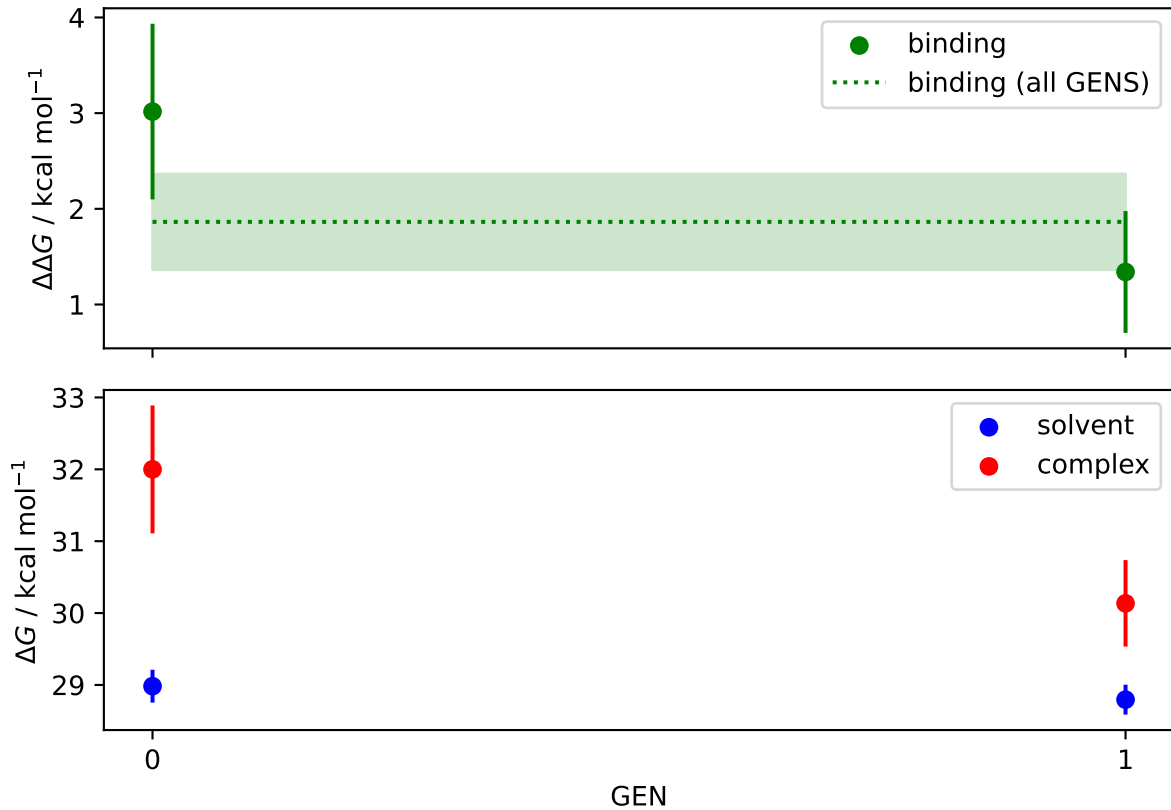 4
3
2
1
ΔΔG / kcal mol⁻¹
binding
binding (all GENS)
33
32
31
30
29
ΔG / kcal mol⁻¹
solvent
complex
0
1
GEN